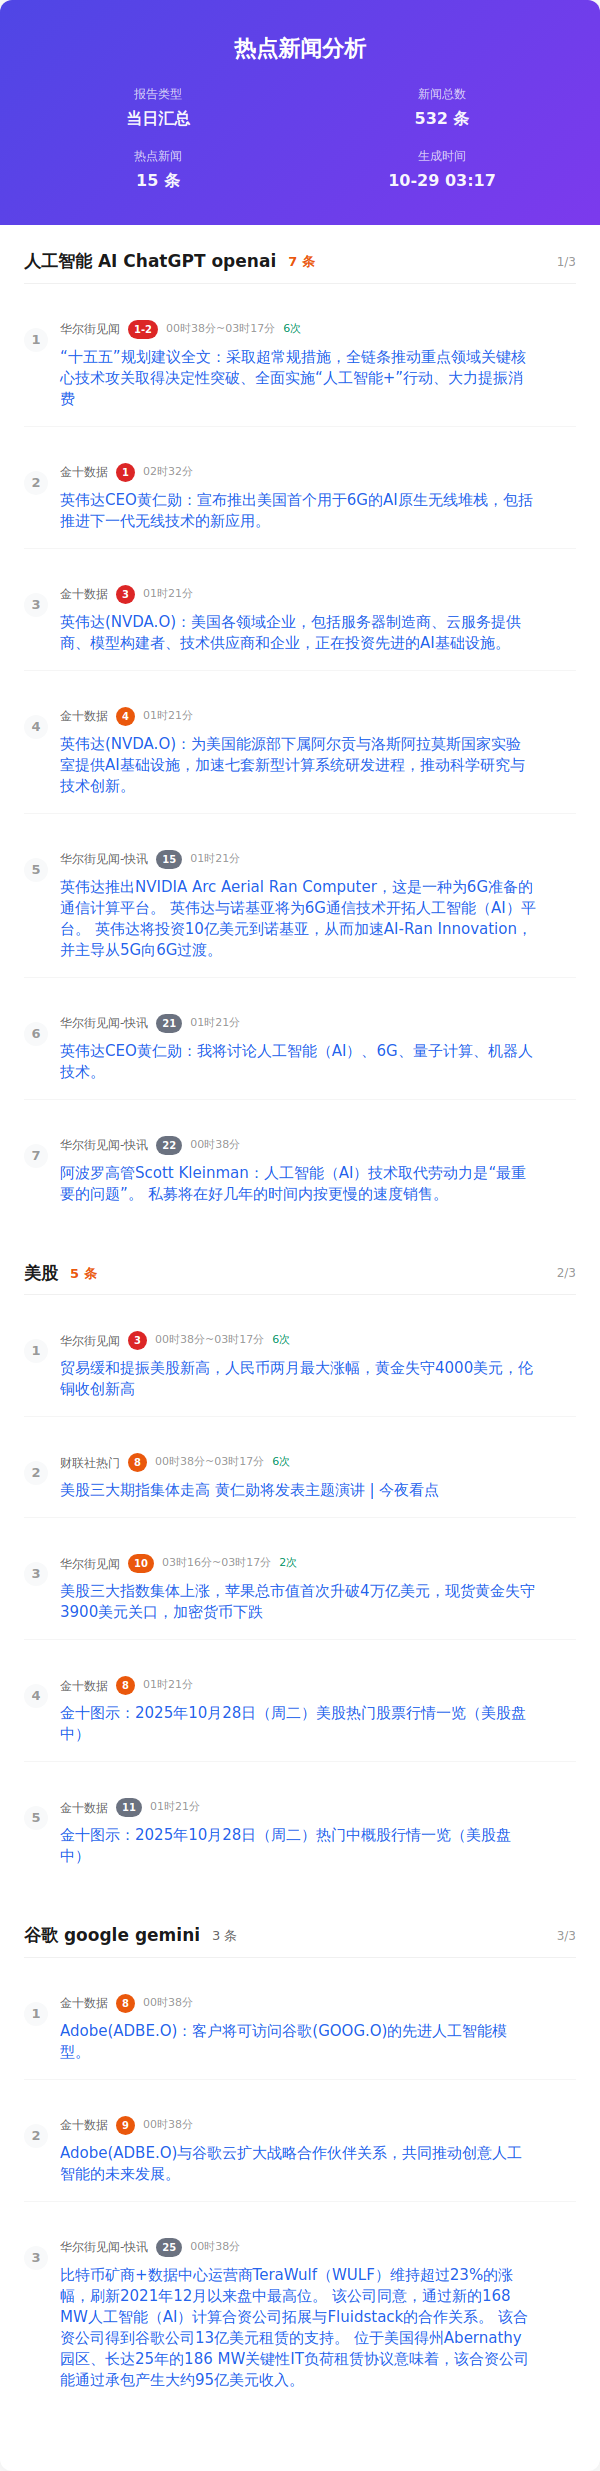 热点新闻分析
报告类型
当日汇总
新闻总数
532 条
热点新闻
15 条
生成时间
10-29 03:17
人工智能 AI ChatGPT openai 7 条 1/3
1
华尔街见闻 1-2 00时38分~03时17分 6次
“十五五”规划建议全文：采取超常规措施，全链条推动重点领域关键核
心技术攻关取得决定性突破、全面实施“人工智能+”行动、大力提振消
费
2
金十数据 1 02时32分
英伟达CEO黄仁勋：宣布推出美国首个用于6G的AI原生无线堆栈，包括
推进下一代无线技术的新应用。
3
金十数据 3 01时21分
英伟达(NVDA.O)：美国各领域企业，包括服务器制造商、云服务提供
商、模型构建者、技术供应商和企业，正在投资先进的AI基础设施。
4
金十数据 4 01时21分
英伟达(NVDA.O)：为美国能源部下属阿尔贡与洛斯阿拉莫斯国家实验
室提供AI基础设施，加速七套新型计算系统研发进程，推动科学研究与
技术创新。
5
华尔街见闻-快讯 15 01时21分
英伟达推出NVIDIA Arc Aerial Ran Computer，这是一种为6G准备的
通信计算平台。 英伟达与诺基亚将为6G通信技术开拓人工智能（AI）平
台。 英伟达将投资10亿美元到诺基亚，从而加速AI-Ran Innovation，
并主导从5G向6G过渡。
6
华尔街见闻-快讯 21 01时21分
英伟达CEO黄仁勋：我将讨论人工智能（AI）、6G、量子计算、机器人
技术。
7
华尔街见闻-快讯 22 00时38分
阿波罗高管Scott Kleinman：人工智能（AI）技术取代劳动力是“最重
要的问题”。 私募将在好几年的时间内按更慢的速度销售。
美股 5 条 2/3
1
华尔街见闻 3 00时38分~03时17分 6次
贸易缓和提振美股新高，人民币两月最大涨幅，黄金失守4000美元，伦
铜收创新高
2
财联社热门 8 00时38分~03时17分 6次
美股三大期指集体走高 黄仁勋将发表主题演讲 | 今夜看点
3
华尔街见闻 10 03时16分~03时17分 2次
美股三大指数集体上涨，苹果总市值首次升破4万亿美元，现货黄金失守
3900美元关口，加密货币下跌
4
金十数据 8 01时21分
金十图示：2025年10月28日（周二）美股热门股票行情一览（美股盘
中）
5
金十数据 11 01时21分
金十图示：2025年10月28日（周二）热门中概股行情一览（美股盘
中）
谷歌 google gemini 3 条 3/3
1
金十数据 8 00时38分
Adobe(ADBE.O)：客户将可访问谷歌(GOOG.O)的先进人工智能模
型。
2
金十数据 9 00时38分
Adobe(ADBE.O)与谷歌云扩大战略合作伙伴关系，共同推动创意人工
智能的未来发展。
3
华尔街见闻-快讯 25 00时38分
比特币矿商+数据中心运营商TeraWulf（WULF）维持超过23%的涨
幅，刷新2021年12月以来盘中最高位。 该公司同意，通过新的168
MW人工智能（AI）计算合资公司拓展与Fluidstack的合作关系。 该合
资公司得到谷歌公司13亿美元租赁的支持。 位于美国得州Abernathy
园区、长达25年的186 MW关键性IT负荷租赁协议意味着，该合资公司
能通过承包产生大约95亿美元收入。